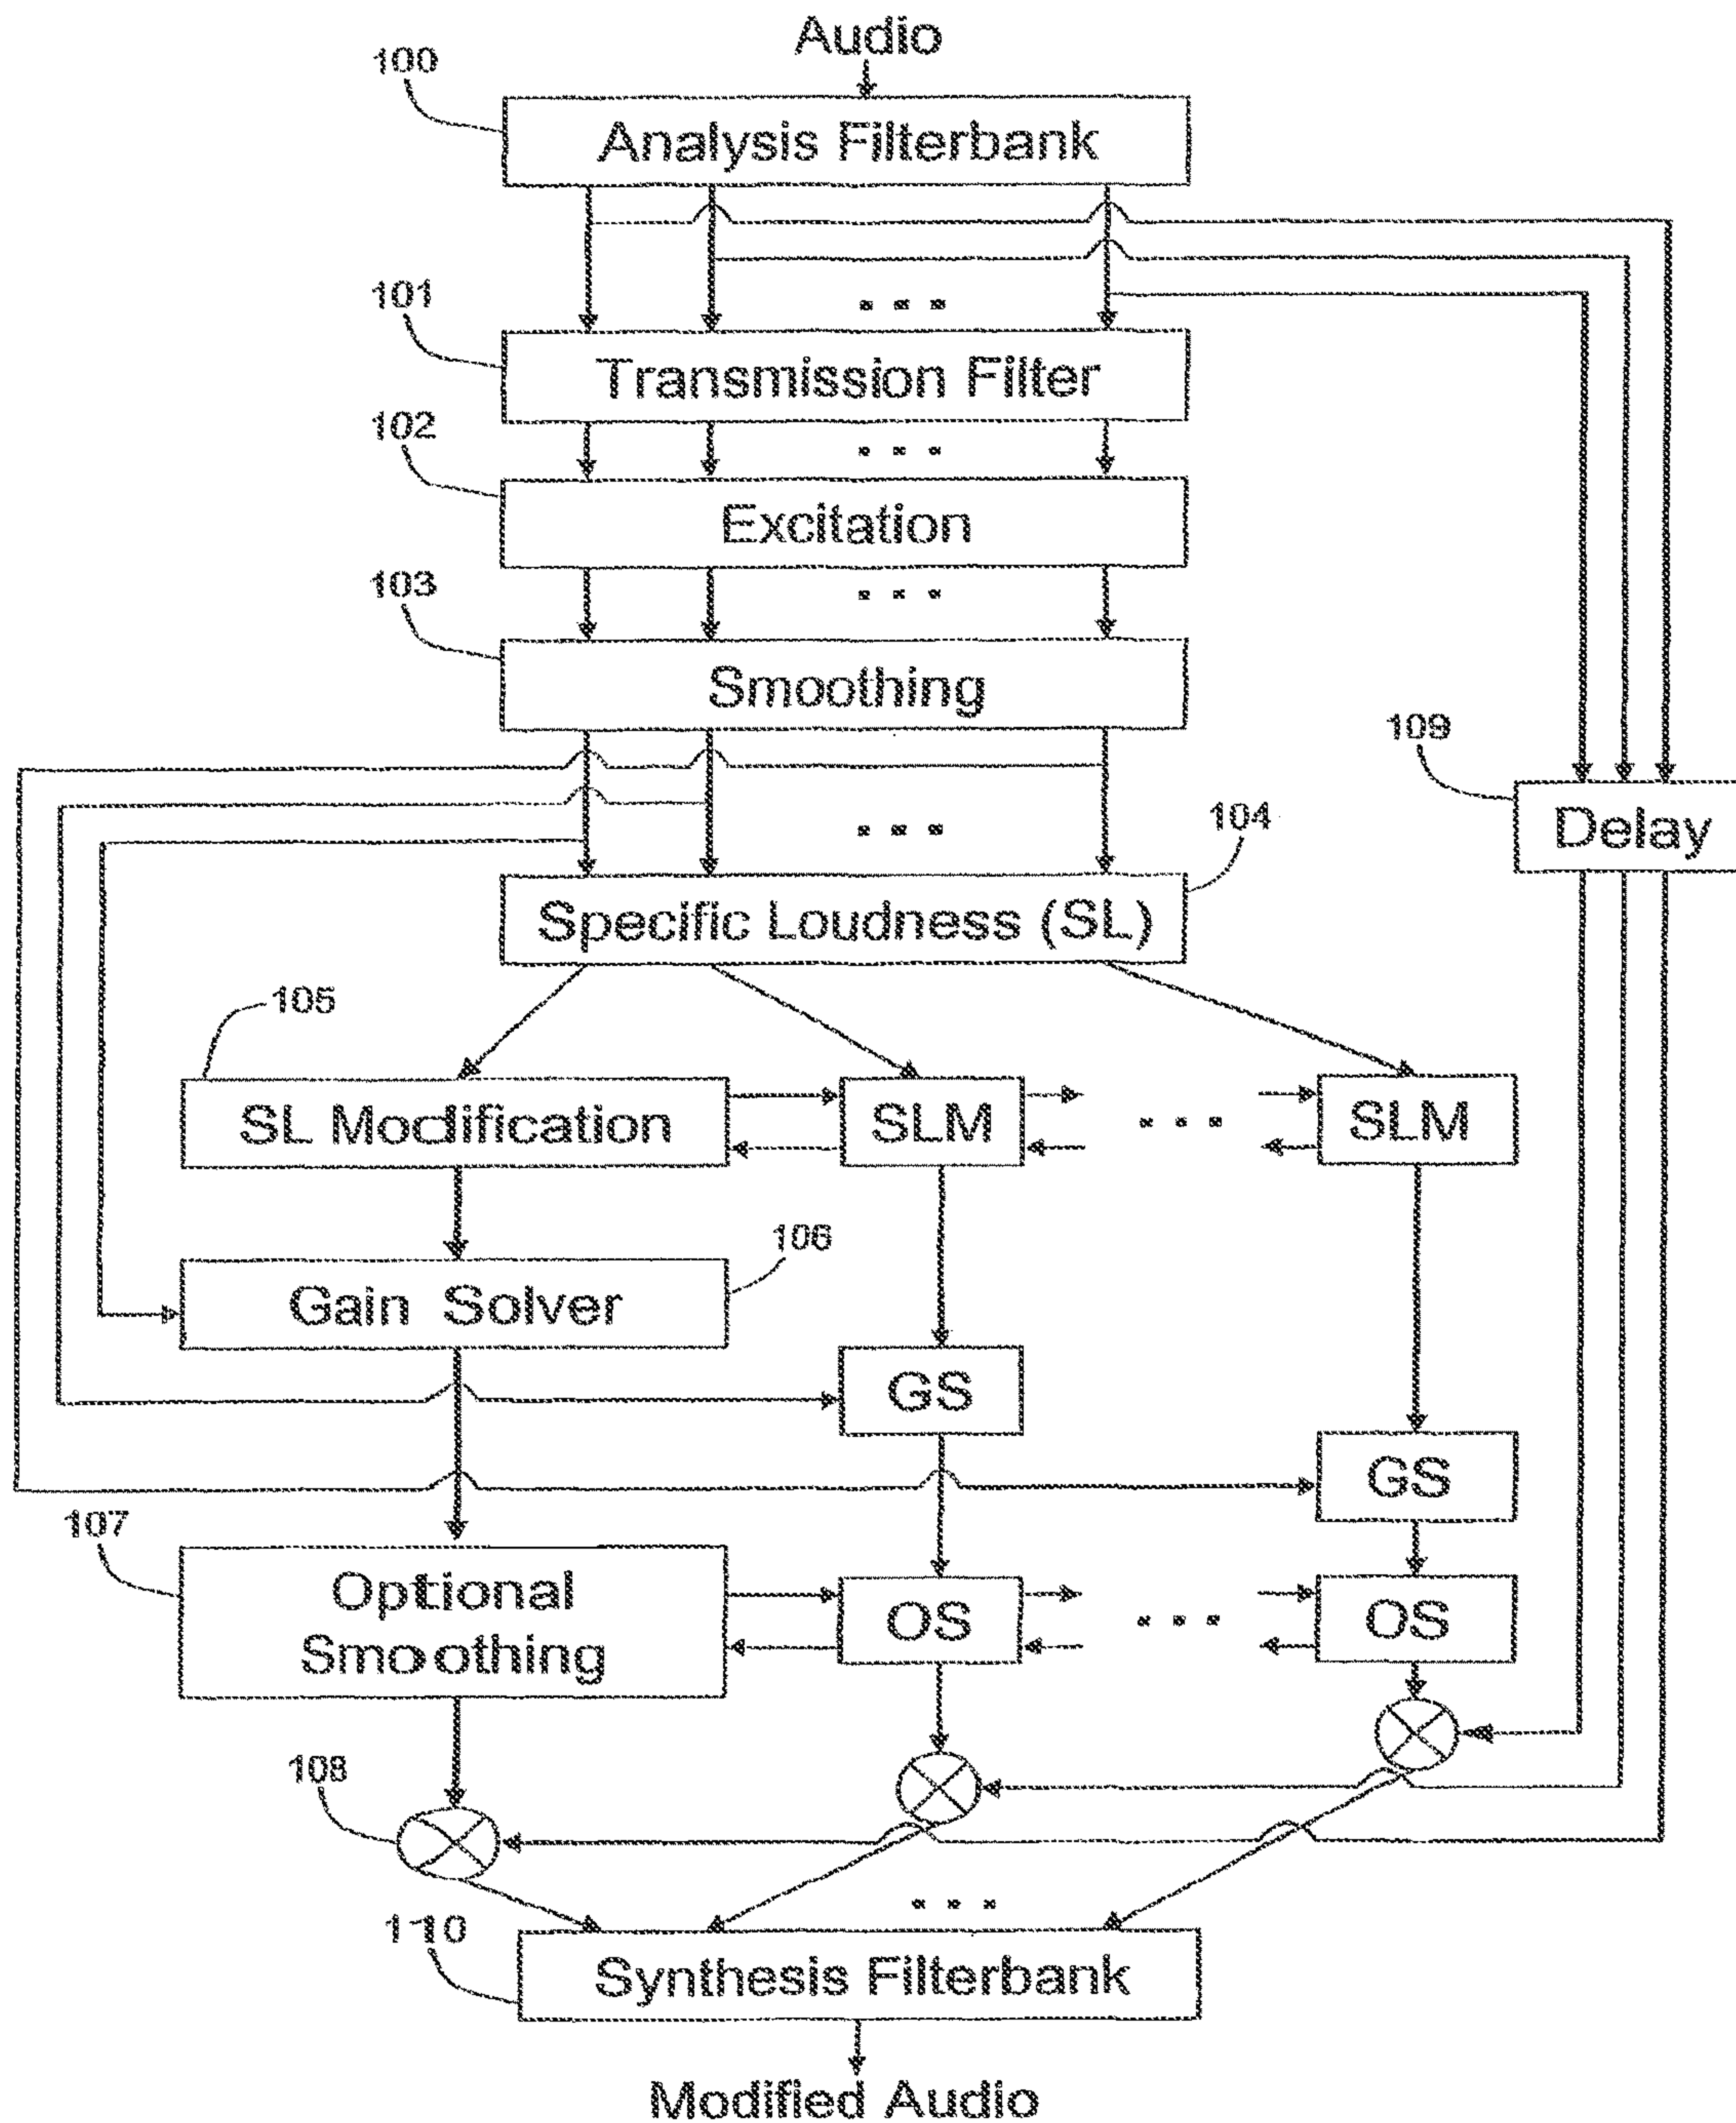 Audio
100
Analysis Filterbank
101
Transmission Filter
102
Excitation
103
Smoothing
109
Delay
104
Specific Loudness (SL)
105
SL Modification
SLM
SLM
106
Gain Solver
GS
GS
107
Optional
Smoothing
OS
OS
108
110
Synthesis Filterbank
Modified Audio